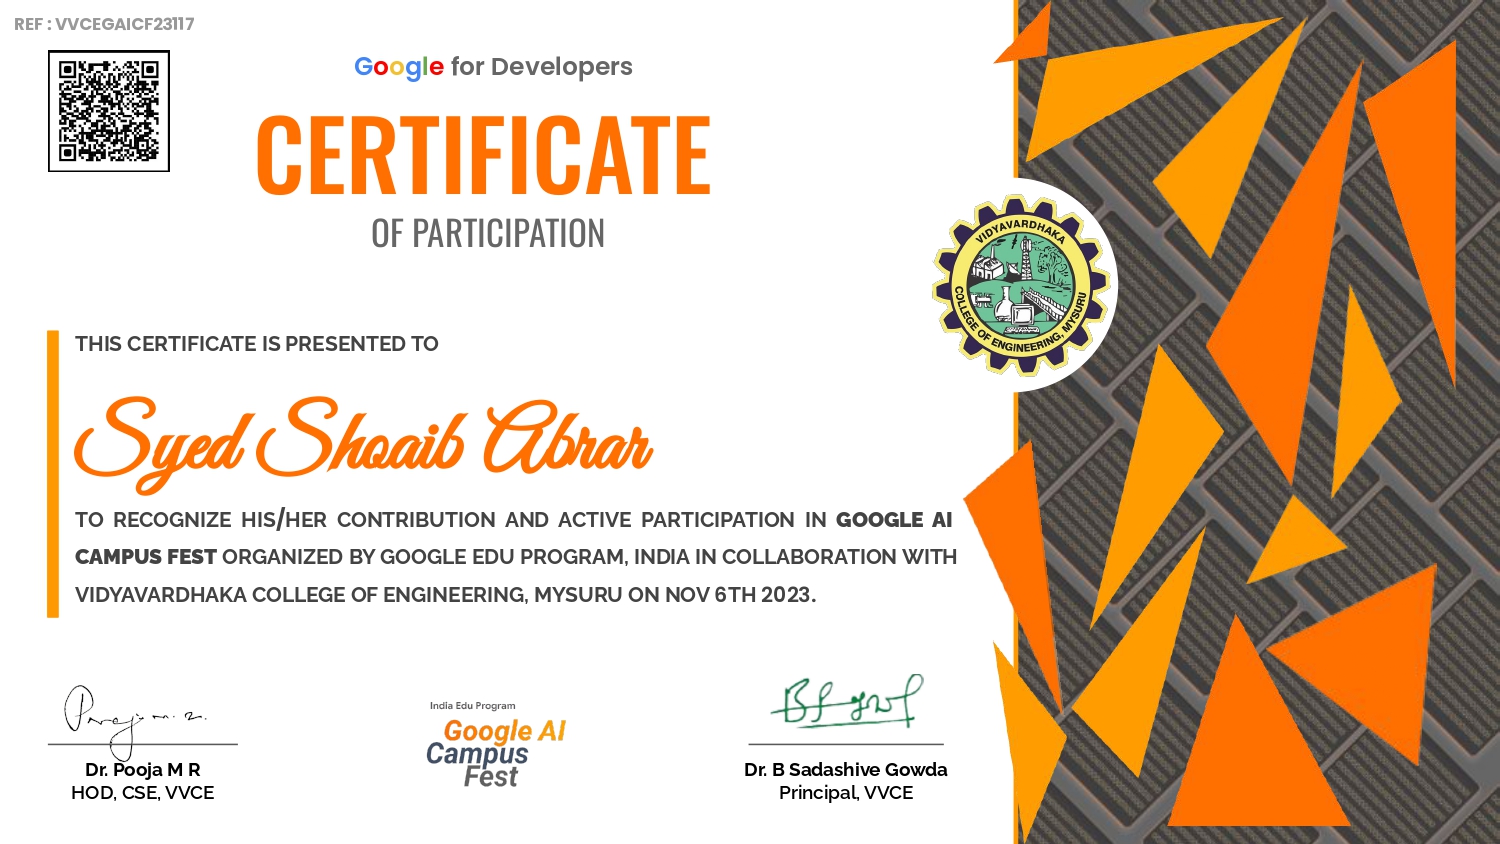 REF : VVCEGAICF23117
Google for Developers
CERTIFICATE
OF PARTICIPATION
VIDYAVARDHAKA
COLLEGE OF ENGINEERING, MYSURU
THIS CERTIFICATE IS PRESENTED TO
Syed Shoaib Abrar
TO RECOGNIZE HIS/HER CONTRIBUTION AND ACTIVE PARTICIPATION IN GOOGLE AI
CAMPUS FEST ORGANIZED BY GOOGLE EDU PROGRAM, INDIA IN COLLABORATION WITH
VIDYAVARDHAKA COLLEGE OF ENGINEERING, MYSURU ON NOV 6TH 2023.
India Edu Program
Google AI
Campus
Fest
Dr. Pooja M R
HOD, CSE, VVCE
Dr. B Sadashive Gowda
Principal, VVCE